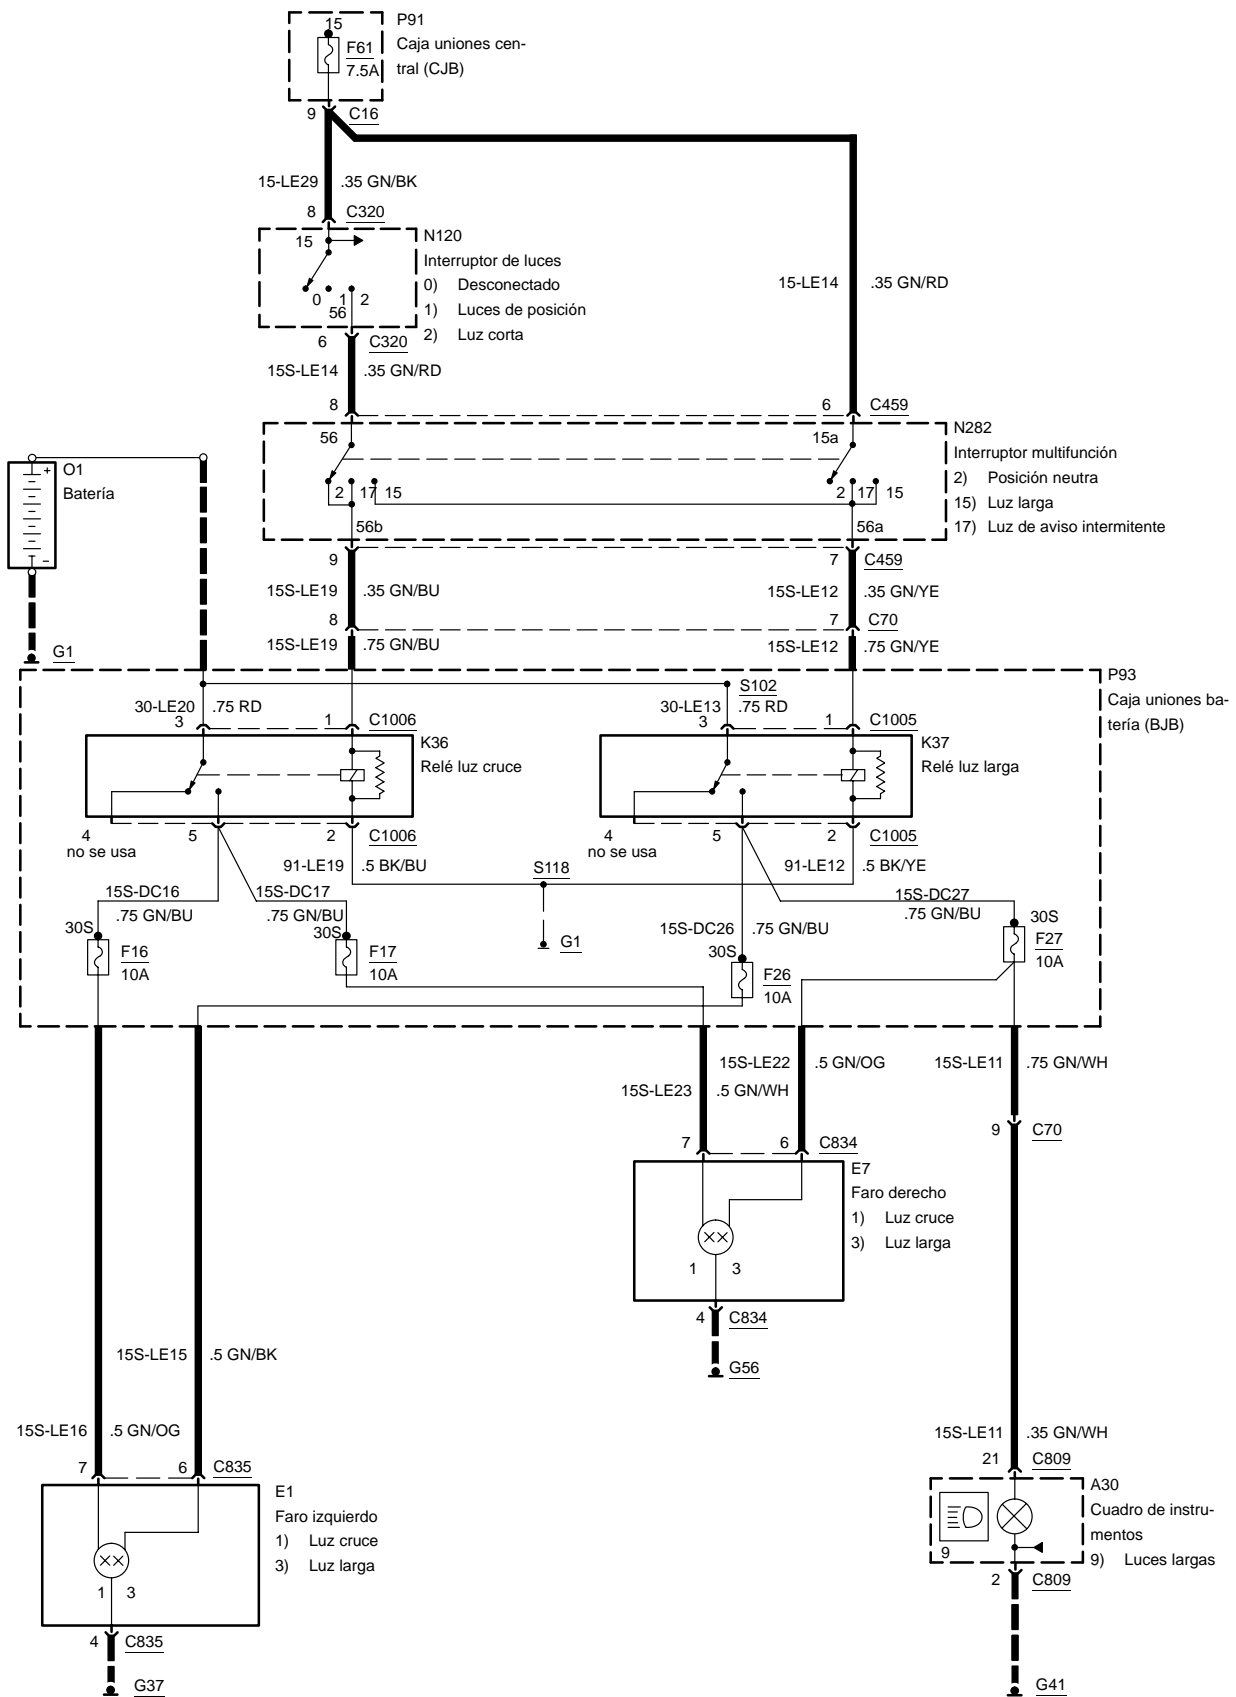 15
P91
F61
7.5A
Caja uniones cen-
tral (CJB)
9
C16
15-LE29
.35 GN/BK
8
C320
15
N120
Interruptor de luces
0) Desconectado
1) Luces de posición
2) Luz corta
0
1
2
56
6
C320
15-LE14
.35 GN/RD
15S-LE14
.35 GN/RD
8
6
C459
56
15a
N282
Interruptor multifunción
2) Posición neutra
15) Luz larga
17) Luz de aviso intermitente
O1
Batería
+
−
2
17
15
2
17
15
56b
56a
9
7
C459
15S-LE19
.35 GN/BU
15S-LE12
.35 GN/YE
8
7
C70
15S-LE19
.75 GN/BU
15S-LE12
.75 GN/YE
G1
P93
Caja uniones ba-
tería (BJB)
S102
30-LE20
.75 RD
30-LE13
.75 RD
3
1
C1006
3
1
C1005
K36
Relé luz cruce
K37
Relé luz larga
4
5
2
C1006
4
5
2
C1005
no se usa
no se usa
91-LE19
.5 BK/BU
S118
91-LE12
.5 BK/YE
15S-DC16
.75 GN/BU
15S-DC17
.75 GN/BU
15S-DC27
.75 GN/BU
15S-DC26
.75 GN/BU
30S
F16
10A
30S
F17
10A
G1
30S
F26
10A
30S
F27
10A
15S-LE22
.5 GN/OG
15S-LE11
.75 GN/WH
15S-LE23
.5 GN/WH
7
6
C834
9
C70
E7
Faro derecho
1) Luz cruce
3) Luz larga
1
3
4
C834
G56
15S-LE15
.5 GN/BK
15S-LE16
.5 GN/OG
15S-LE11
.35 GN/WH
7
6
C835
21
C809
E1
Faro izquierdo
1) Luz cruce
3) Luz larga
1
3
A30
Cuadro de instru-
mentos
9) Luces largas
9
2
C809
4
C835
G37
G41